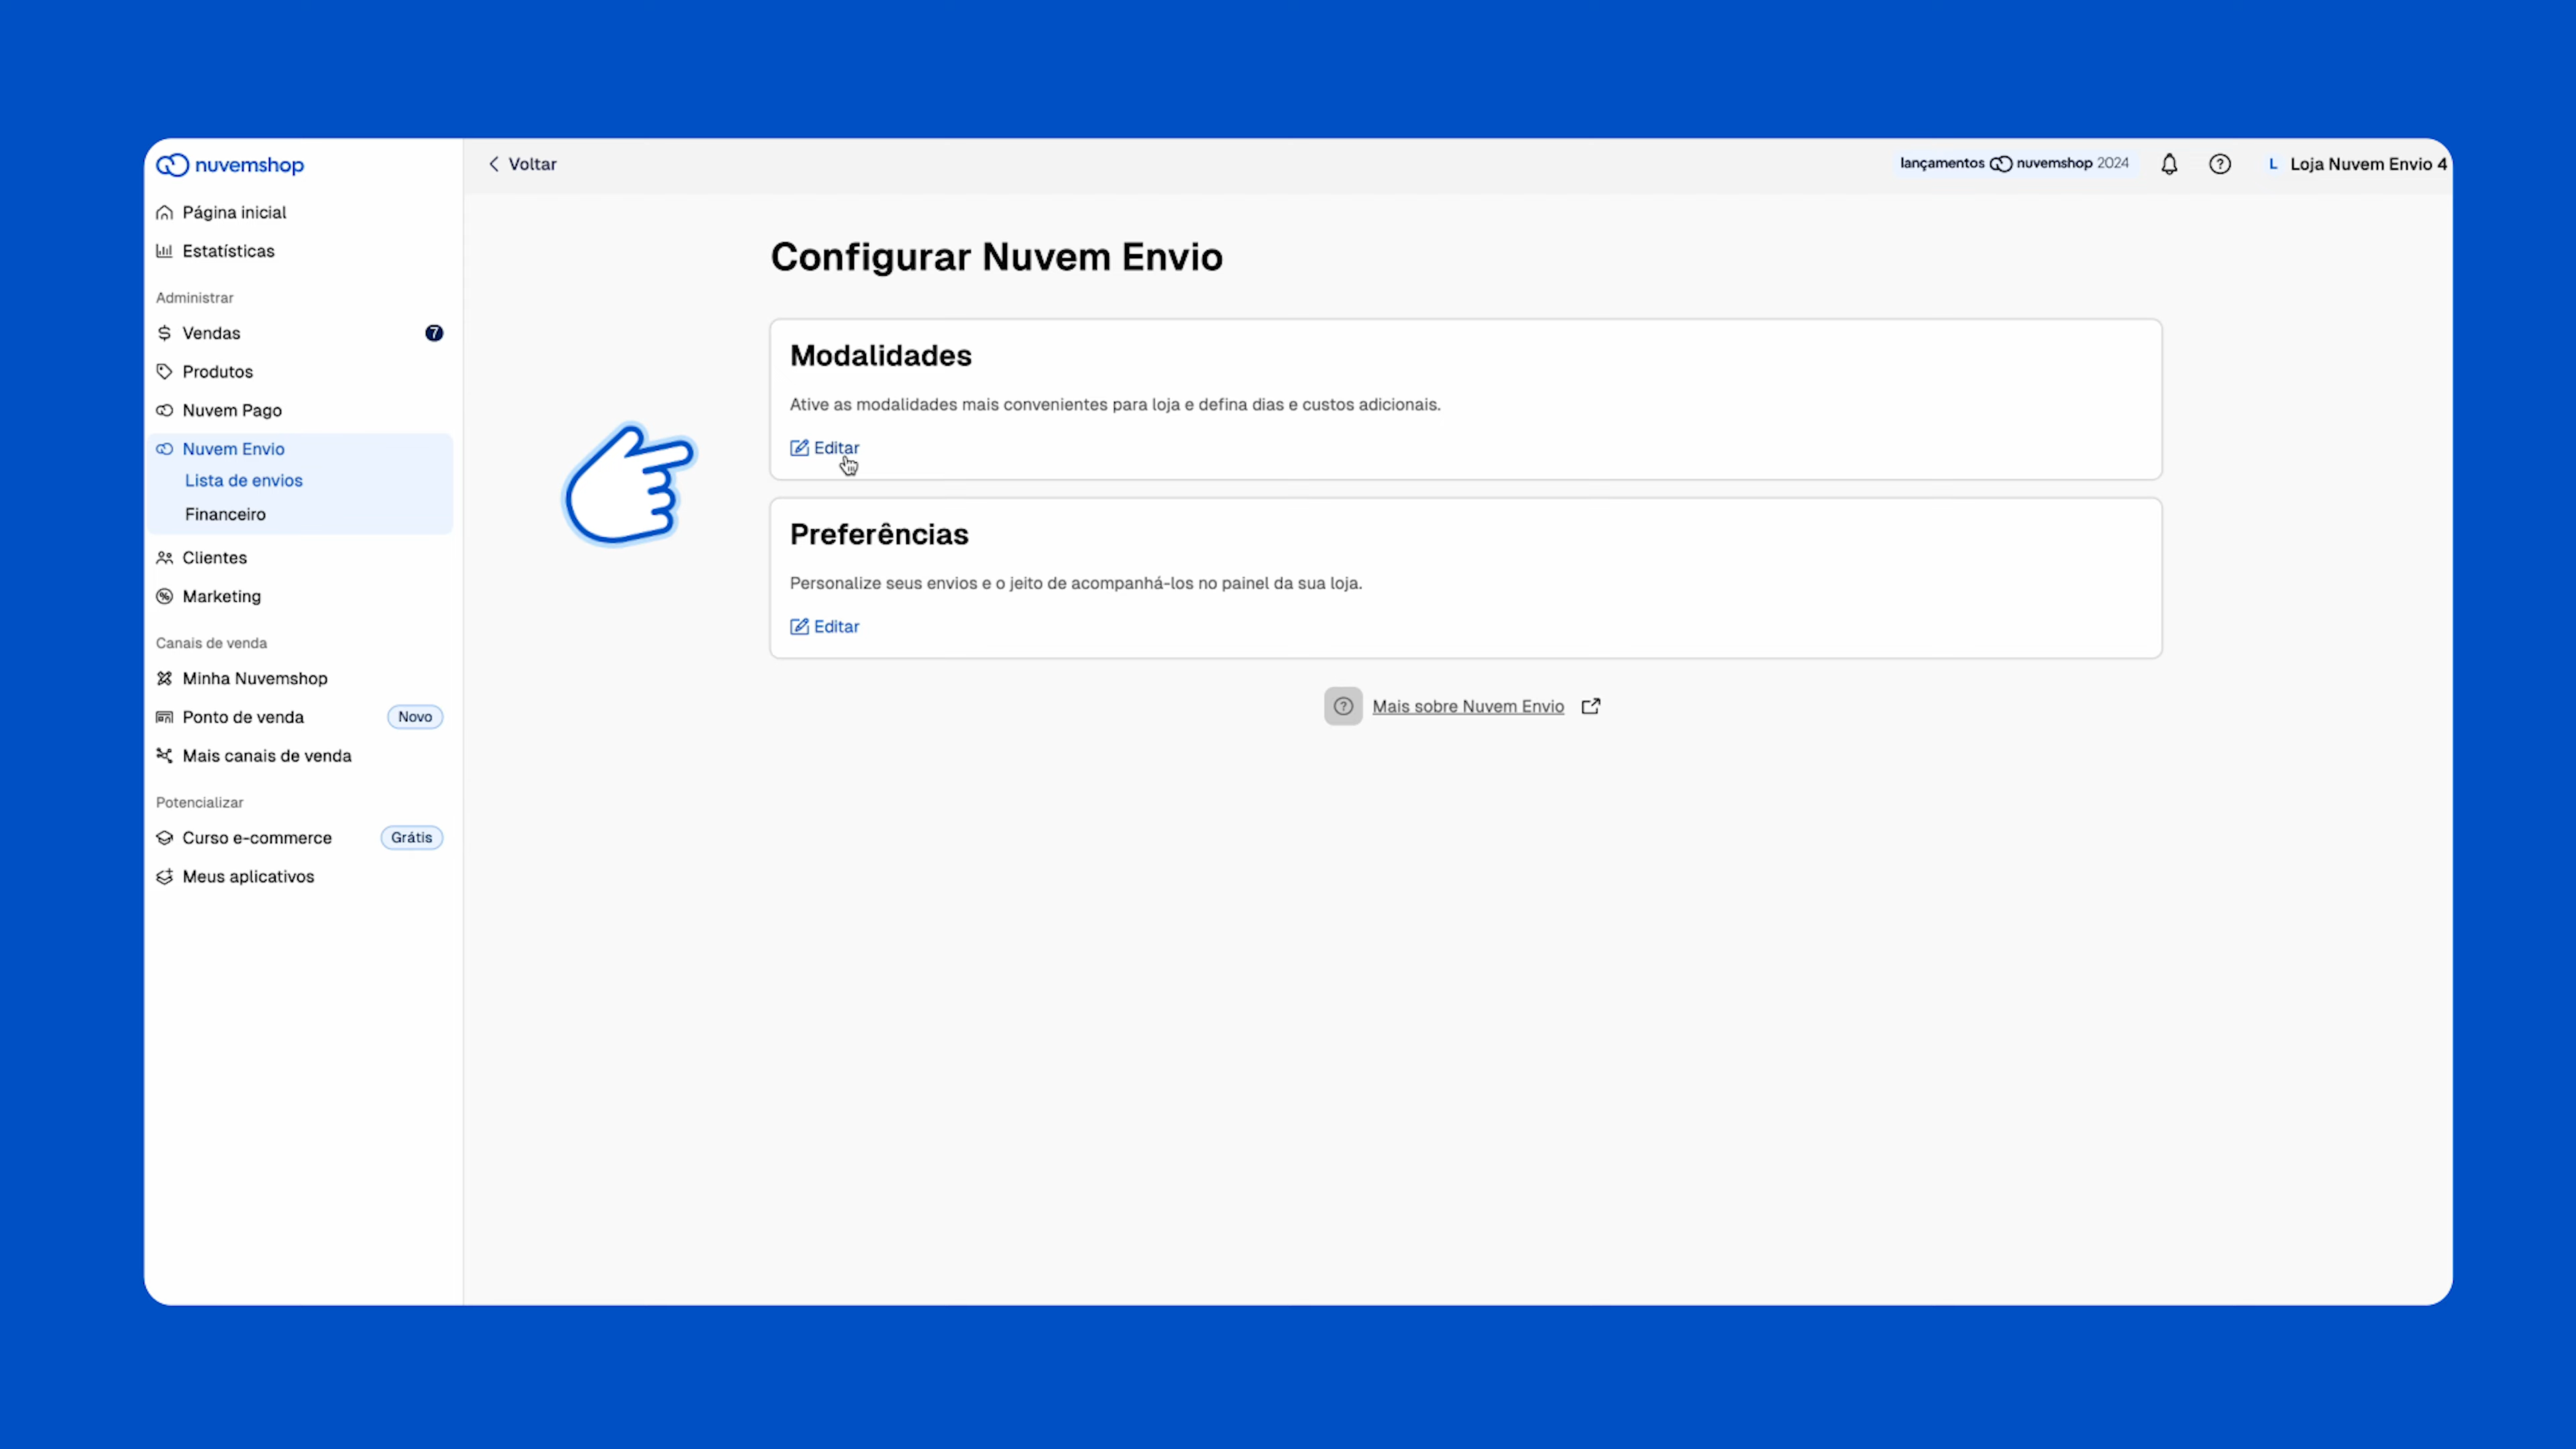 nuvemshop
Página inicial
Estatísticas
Administrar
Vendas 7
Produtos
Nuvem Pago
Nuvem Envio
Lista de envios
Financeiro
Clientes
Marketing
Canais de venda
Minha Nuvemshop
Ponto de venda Novo
Mais canais de venda
Potencializar
Curso e-commerce Grátis
Meus aplicativos
Voltar
lançamentos nuvemshop 2024
L Loja Nuvem Envio 4
Configurar Nuvem Envio
Modalidades
Ative as modalidades mais convenientes para loja e defina dias e custos adicionais.
Editar
Preferências
Personalize seus envios e o jeito de acompanhá-los no painel da sua loja.
Editar
Mais sobre Nuvem Envio